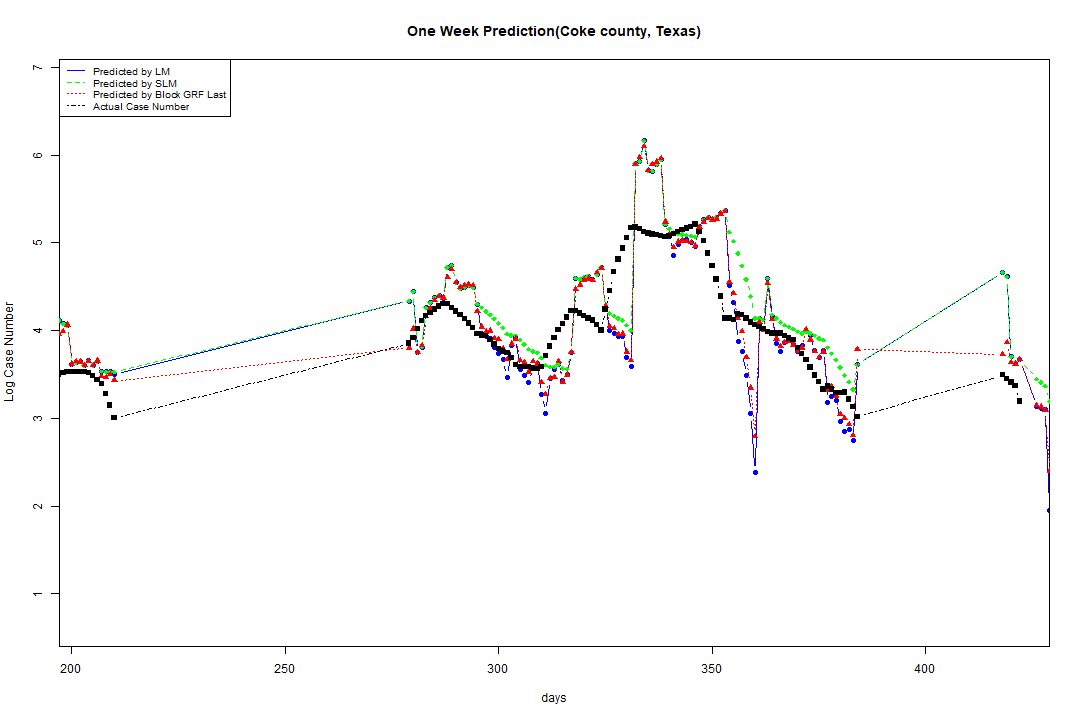 One Week Prediction(Coke county, Texas)
Predicted by LM
Predicted by SLM
Predicted by Block GRF Last
Actual Case Number
Log Case Number
7
6
5
4
3
2
1
200 250 300 350 400
days